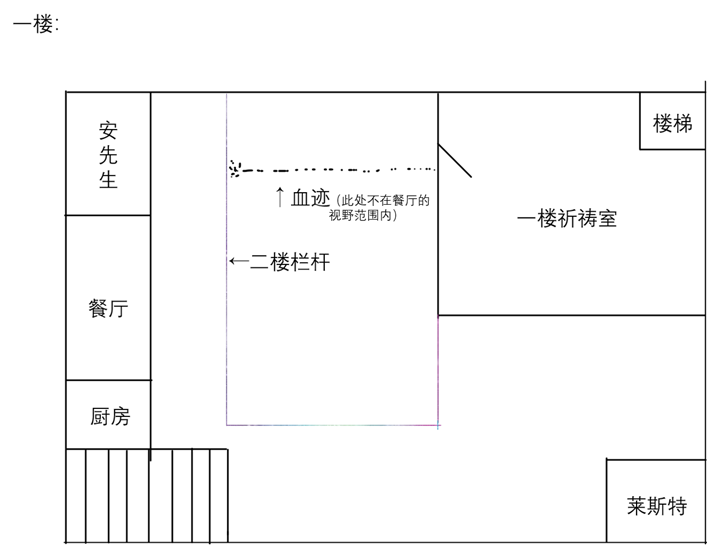 一楼:
安先生
楼梯
↑血迹（此处不在餐厅的
视野范围内）
一楼祈祷室
←二楼栏杆
餐厅
厨房
莱斯特